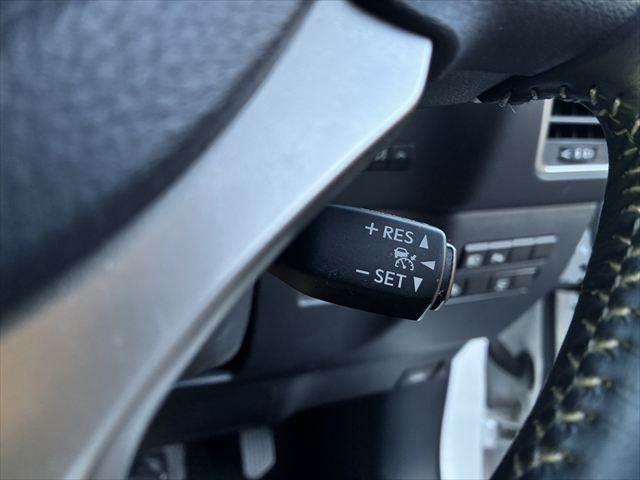 + RES ▲
◀
− SET ▼